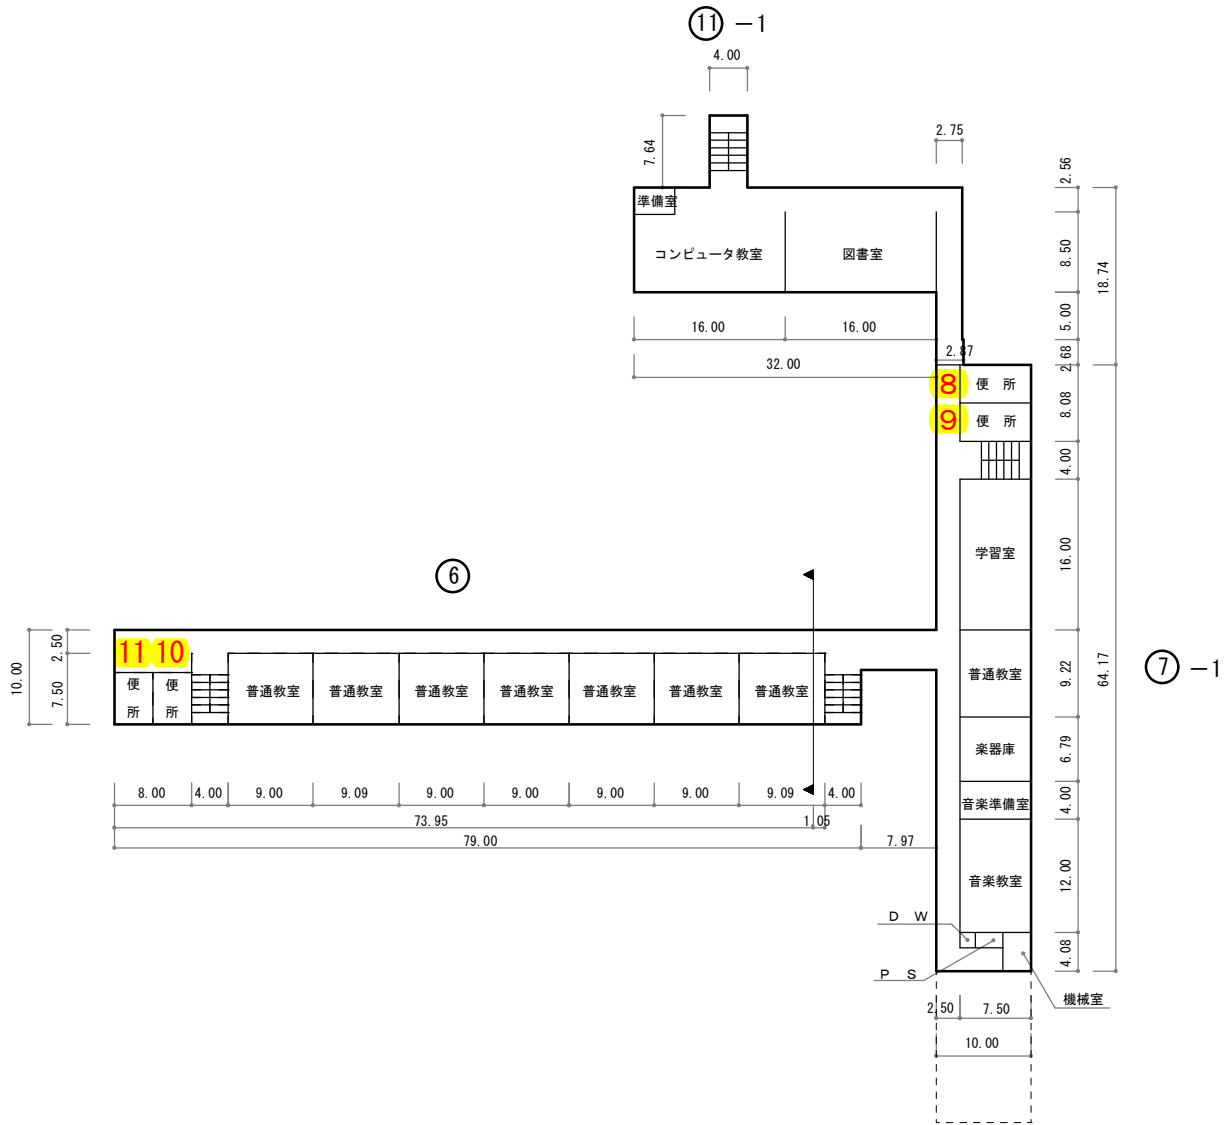 ⑪-1
4.00
7.64
2.75
2.56
準備室
コンピュータ教室
図書室
8.50
18.74
16.00
16.00
5.00
32.00
2.87
2.68
8
便 所
9
便 所
8.08
4.00
学習室
16.00
⑥
10.00
2.50
7.50
11
10
便所
便所
普通教室
普通教室
普通教室
普通教室
普通教室
普通教室
普通教室
普通教室
9.22
64.17
⑦-1
楽器庫
6.79
8.00
4.00
9.00
9.09
9.00
9.00
9.00
9.00
9.09
4.00
音楽準備室
4.00
73.95
1.05
79.00
7.97
音楽教室
12.00
D W
P S
4.08
機械室
2.50
7.50
10.00